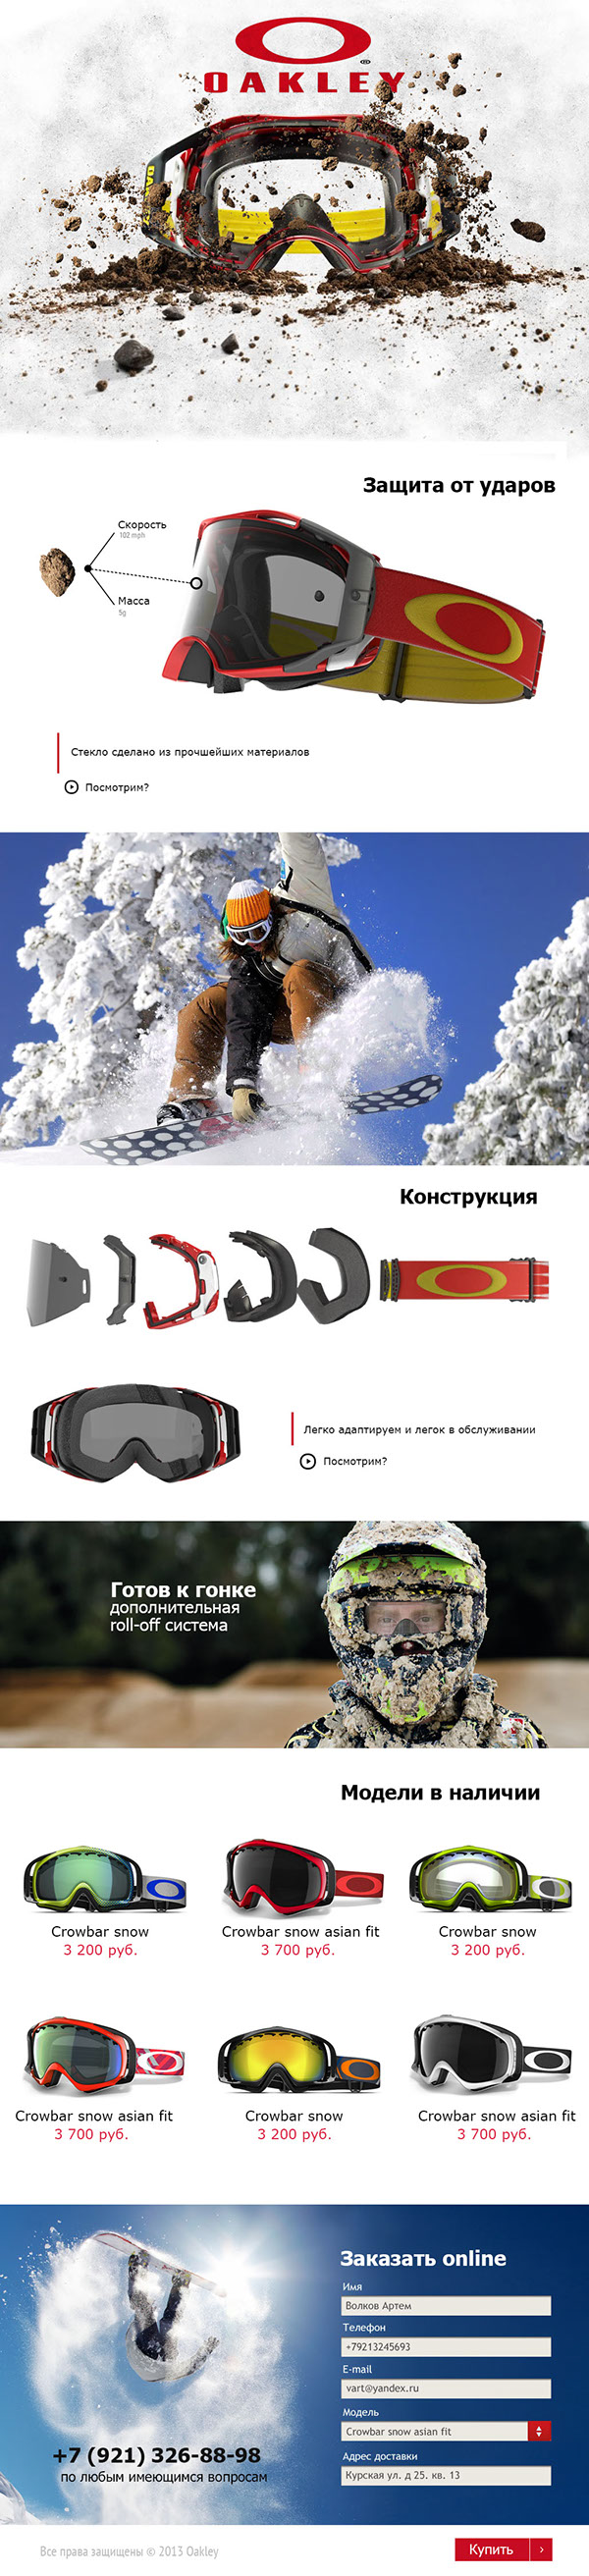 OAKLEY
Защита от ударов
Скорость
102 mph
Масса
5g
Стекло сделано из прочшейших материалов
Посмотрим?
Конструкция
Легко адаптируем и легок в обслуживании
Посмотрим?
Готов к гонке
дополнительная
roll-off система
Модели в наличии
Crowbar snow
3 200 руб.
Crowbar snow asian fit
3 700 руб.
Crowbar snow
3 200 руб.
Crowbar snow asian fit
3 700 руб.
Crowbar snow
3 200 руб.
Crowbar snow asian fit
3 700 руб.
+7 (921) 326-88-98
по любым имеющимся вопросам
Заказать online
Имя
Волков Артем
Телефон
+79213245693
E-mail
vart@yandex.ru
Модель
Crowbar snow asian fit
Адрес доставки
Курская ул. д 25. кв. 13
Все права защищены © 2013 Oakley
Купить